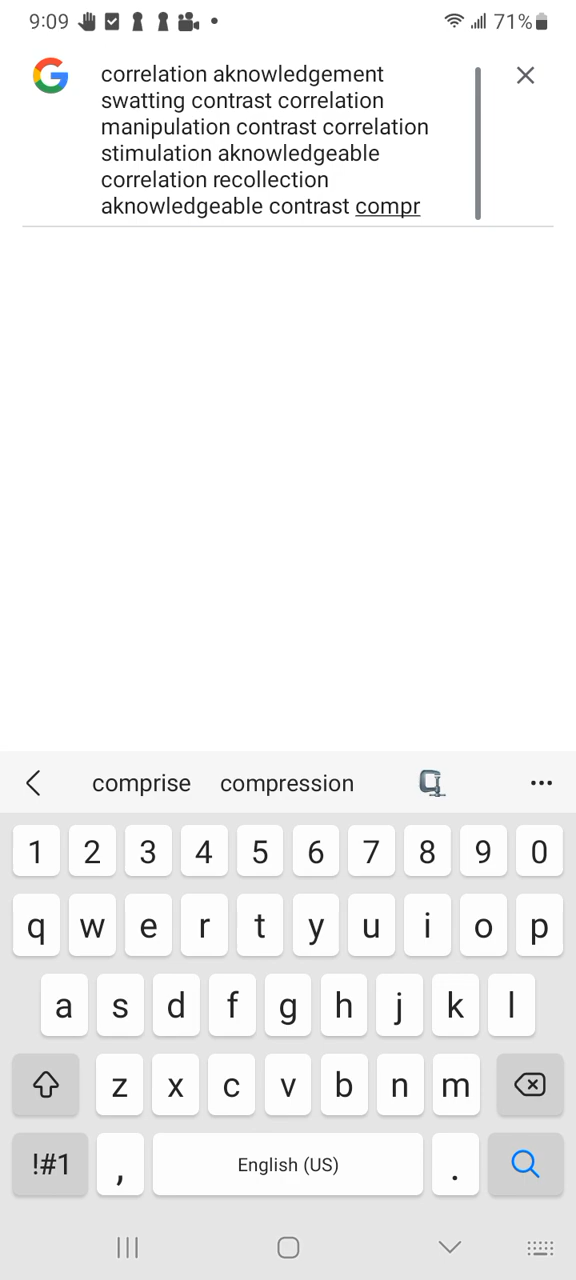 9:09 71%
correlation aknowledgement
swatting contrast correlation
manipulation contrast correlation
stimulation aknowledgeable
correlation recollection
aknowledgeable contrast compr
comprise compression
1 2 3 4 5 6 7 8 9 0
q w e r t y u i o p
a s d f g h j k l
z x c v b n m
!#1 , English (US) .